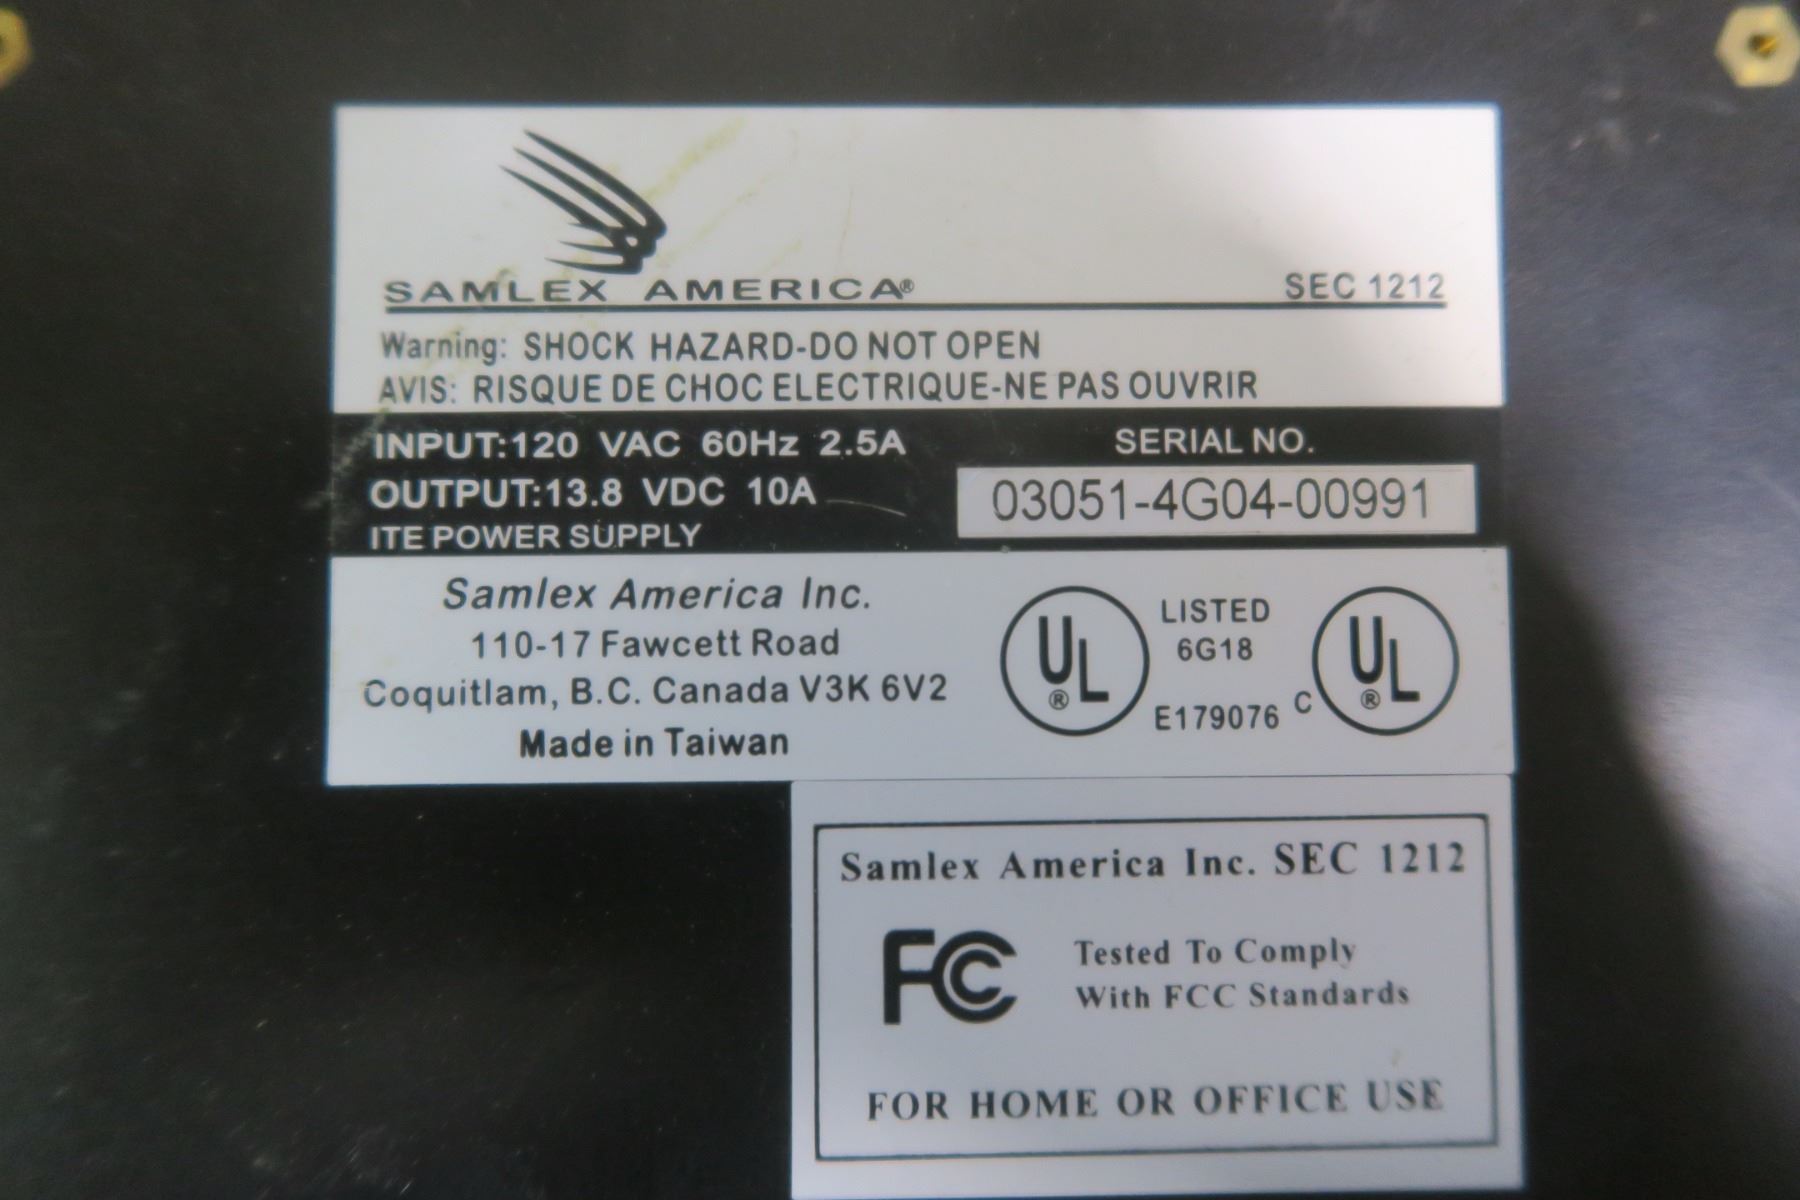 SAMLEX AMERICA®
SEC 1212
Warning: SHOCK HAZARD-DO NOT OPEN
AVIS: RISQUE DE CHOC ELECTRIQUE-NE PAS OUVRIR
INPUT:120 VAC 60Hz 2.5A
OUTPUT:13.8 VDC 10A
ITE POWER SUPPLY
SERIAL NO.
03051-4G04-00991
Samlex America Inc.
110-17 Fawcett Road
Coquitlam, B.C. Canada V3K 6V2
Made in Taiwan
UL®
LISTED
6G18
E179076
C UL®
Samlex America Inc. SEC 1212
FC
Tested To Comply
With FCC Standards
FOR HOME OR OFFICE USE